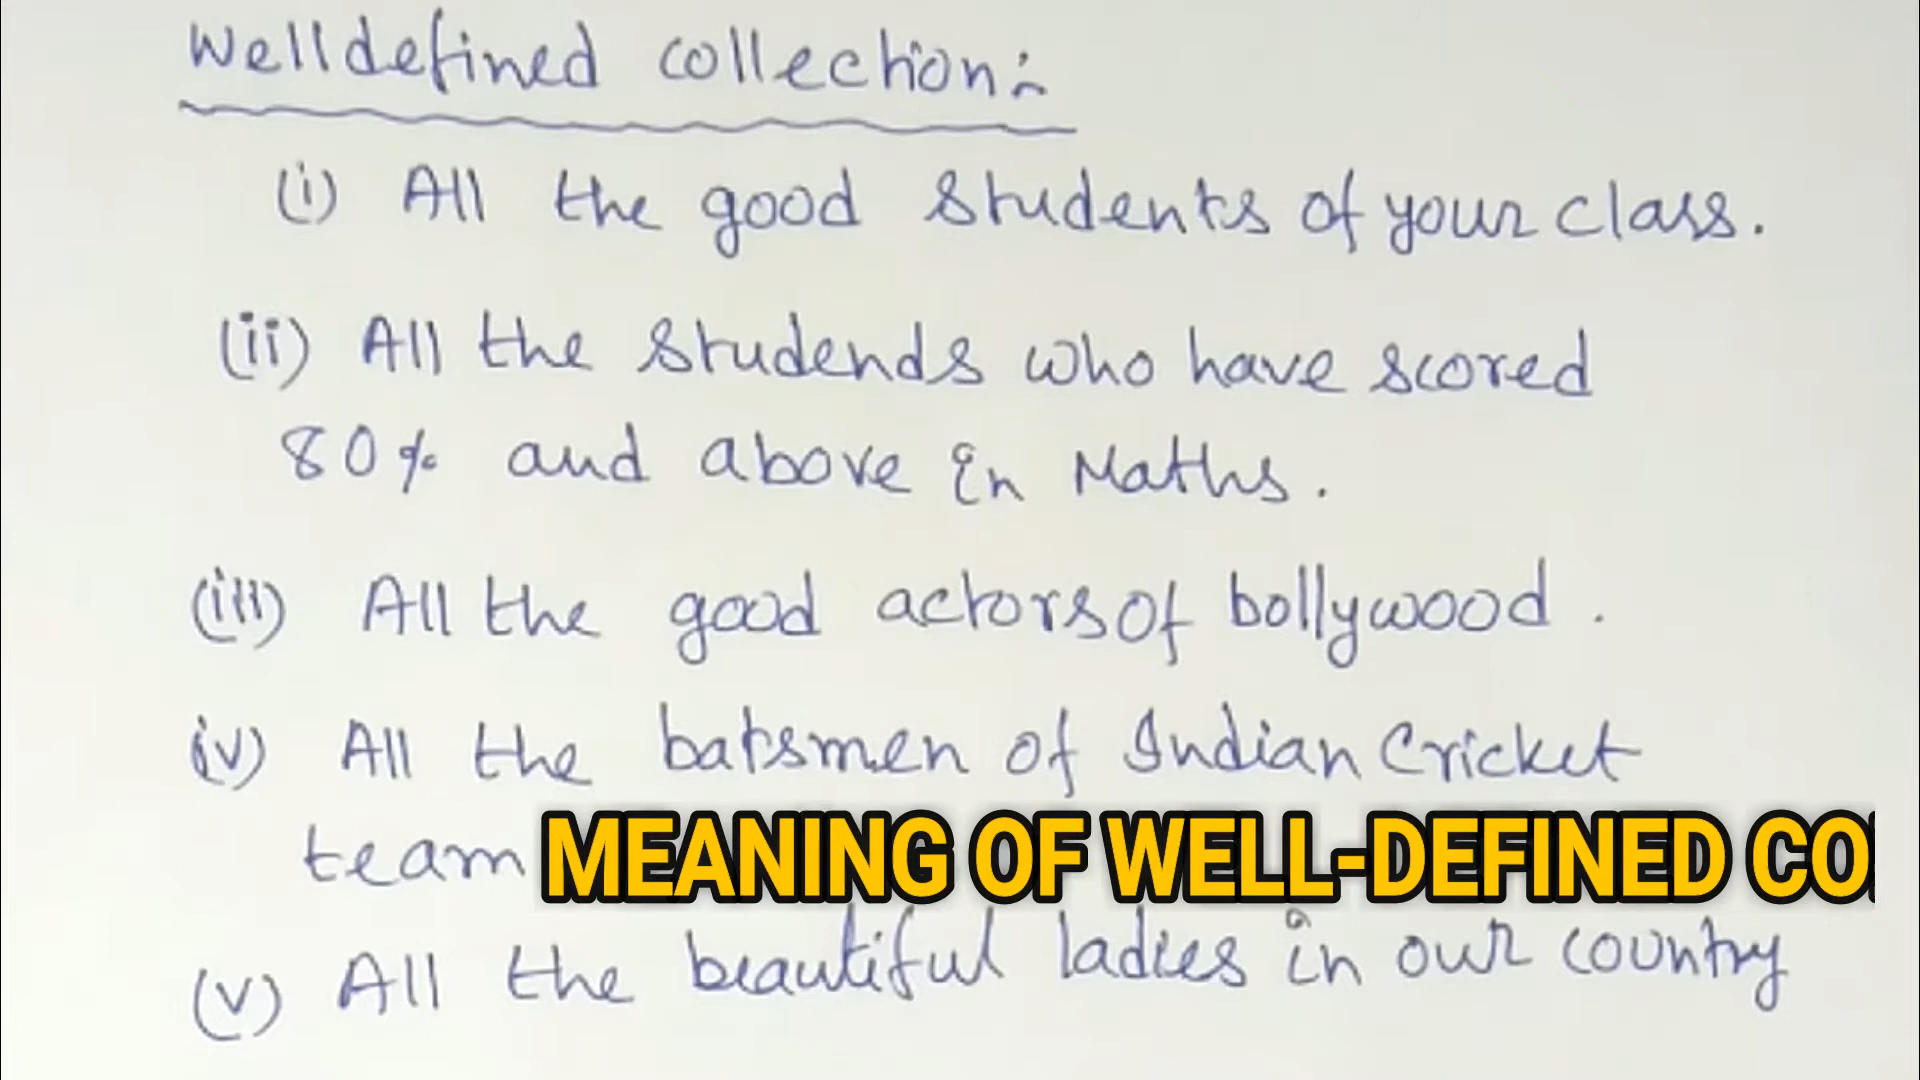 Welldefined collection:-
(i) All the good students of your class.
(ii) All the studends who have scored
80% and above in Maths.
(iii) All the good actors of bollywood.
(iv) All the batsmen of Indian Cricket
team
MEANING OF WELL-DEFINED CO
(v) All the beautiful ladies in our country